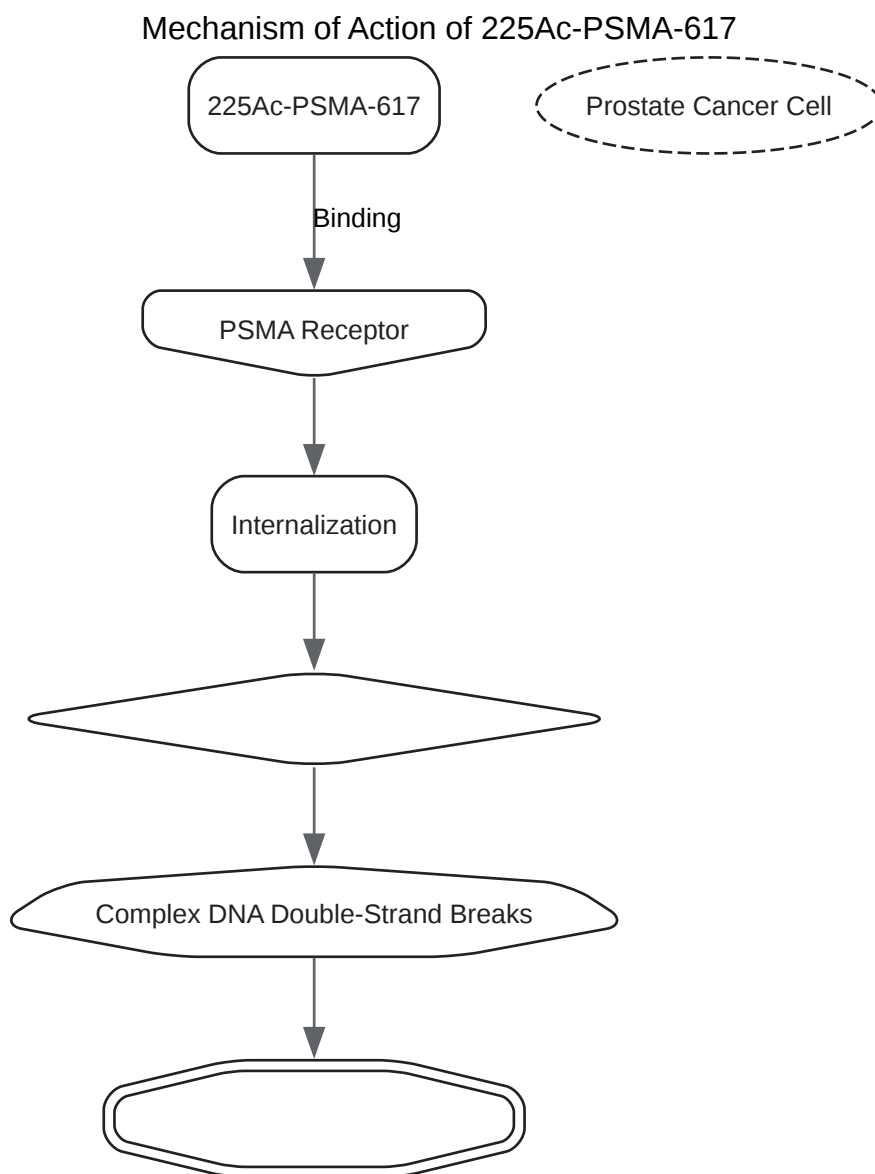 Mechanism of Action of 225Ac-PSMA-617
225Ac-PSMA-617
Prostate Cancer Cell
Binding
PSMA Receptor
Internalization
Complex DNA Double-Strand Breaks